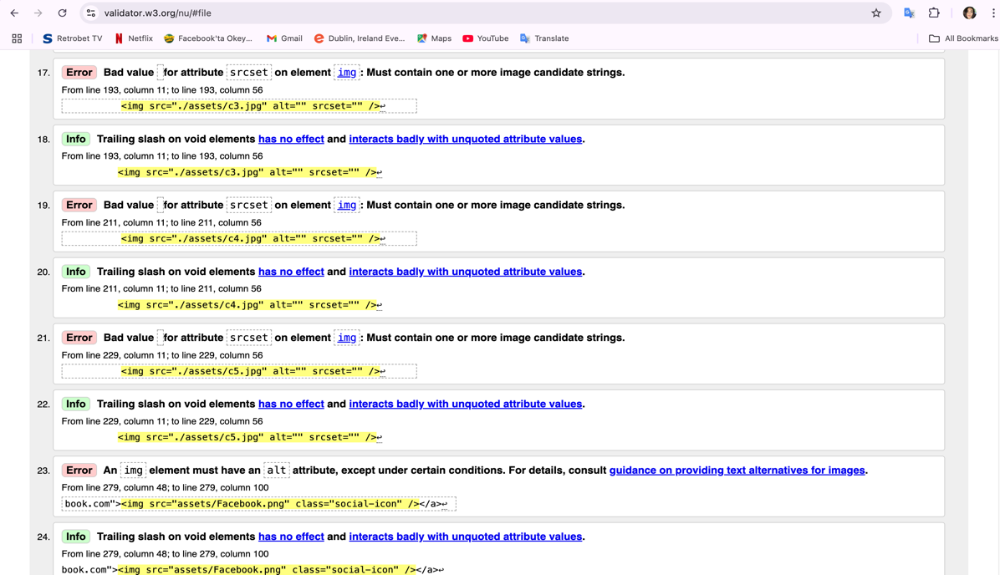 validator.w3.org/nu/#file
Retrobet TV Netflix Facebook'ta Okey... Gmail Dublin, Ireland Eve... Maps YouTube Translate All Bookmarks
17. Error Bad value for attribute srcset on element img: Must contain one or more image candidate strings.
From line 193, column 11; to line 193, column 56
<img src="./assets/c3.jpg" alt="" srcset="" />↩
18. Info Trailing slash on void elements has no effect and interacts badly with unquoted attribute values.
From line 193, column 11; to line 193, column 56
<img src="./assets/c3.jpg" alt="" srcset="" />↩
19. Error Bad value for attribute srcset on element img: Must contain one or more image candidate strings.
From line 211, column 11; to line 211, column 56
<img src="./assets/c4.jpg" alt="" srcset="" />↩
20. Info Trailing slash on void elements has no effect and interacts badly with unquoted attribute values.
From line 211, column 11; to line 211, column 56
<img src="./assets/c4.jpg" alt="" srcset="" />↩
21. Error Bad value for attribute srcset on element img: Must contain one or more image candidate strings.
From line 229, column 11; to line 229, column 56
<img src="./assets/c5.jpg" alt="" srcset="" />↩
22. Info Trailing slash on void elements has no effect and interacts badly with unquoted attribute values.
From line 229, column 11; to line 229, column 56
<img src="./assets/c5.jpg" alt="" srcset="" />↩
23. Error An img element must have an alt attribute, except under certain conditions. For details, consult guidance on providing text alternatives for images.
From line 279, column 48; to line 279, column 100
book.com"><img src="assets/Facebook.png" class="social-icon" /></a>↩
24. Info Trailing slash on void elements has no effect and interacts badly with unquoted attribute values.
From line 279, column 48; to line 279, column 100
book.com"><img src="assets/Facebook.png" class="social-icon" /></a>↩